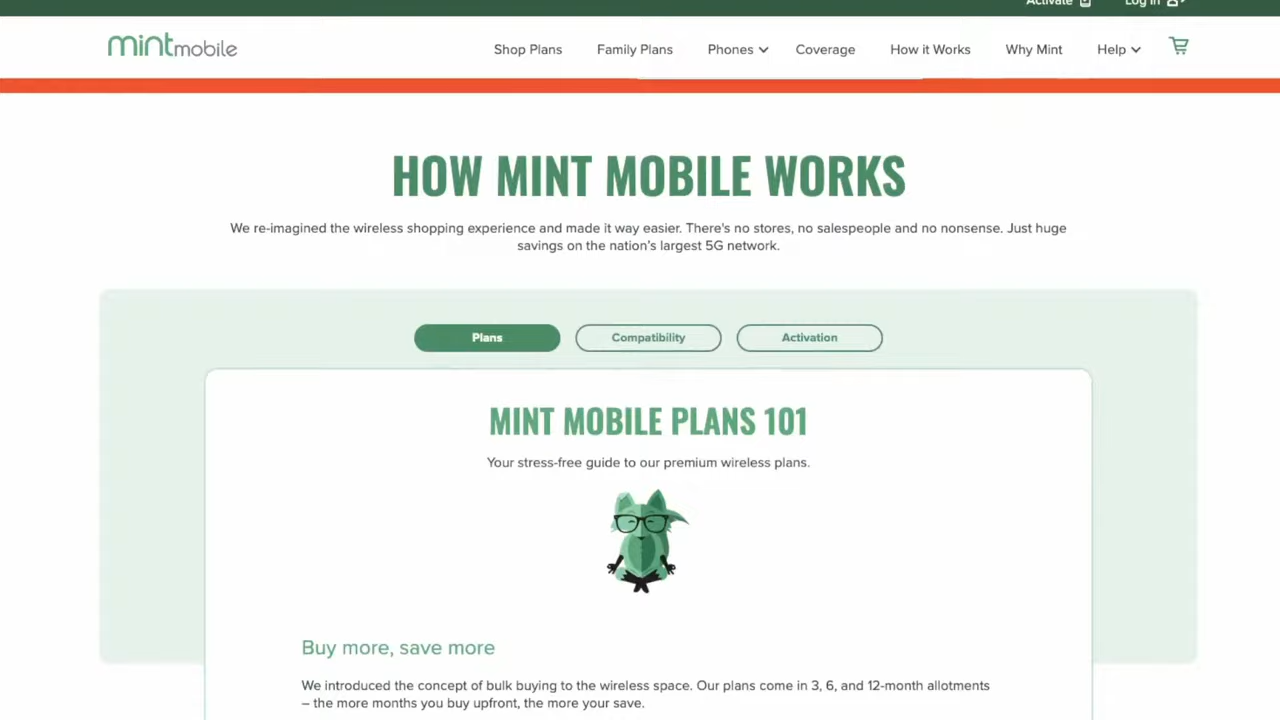 Activate Log In
mintmobile Shop Plans Family Plans Phones Coverage How it Works Why Mint Help
HOW MINT MOBILE WORKS
We re-imagined the wireless shopping experience and made it way easier. There's no stores, no salespeople and no nonsense. Just huge
savings on the nation's largest 5G network.
Plans Compatibility Activation
MINT MOBILE PLANS 101
Your stress-free guide to our premium wireless plans.
Buy more, save more
We introduced the concept of bulk buying to the wireless space. Our plans come in 3, 6, and 12-month allotments
– the more months you buy upfront, the more your save.